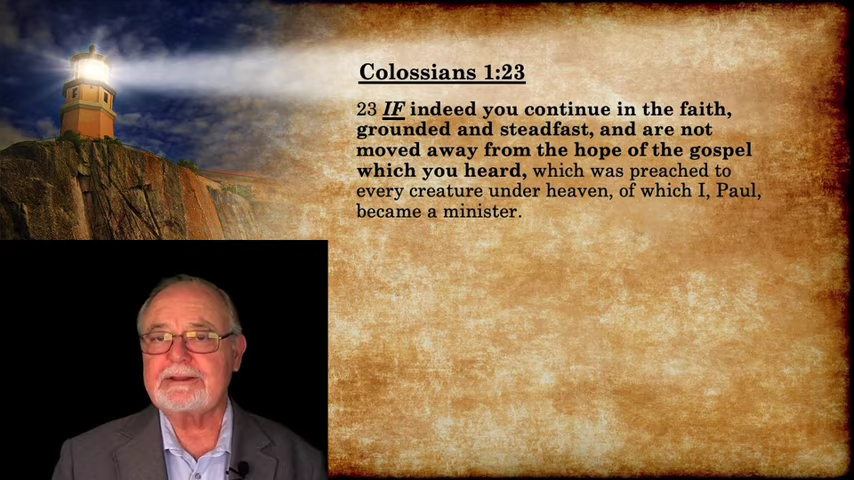 Colossians 1:23
23 IF indeed you continue in the faith,
grounded and steadfast, and are not
moved away from the hope of the gospel
which you heard, which was preached to
every creature under heaven, of which I, Paul,
became a minister.